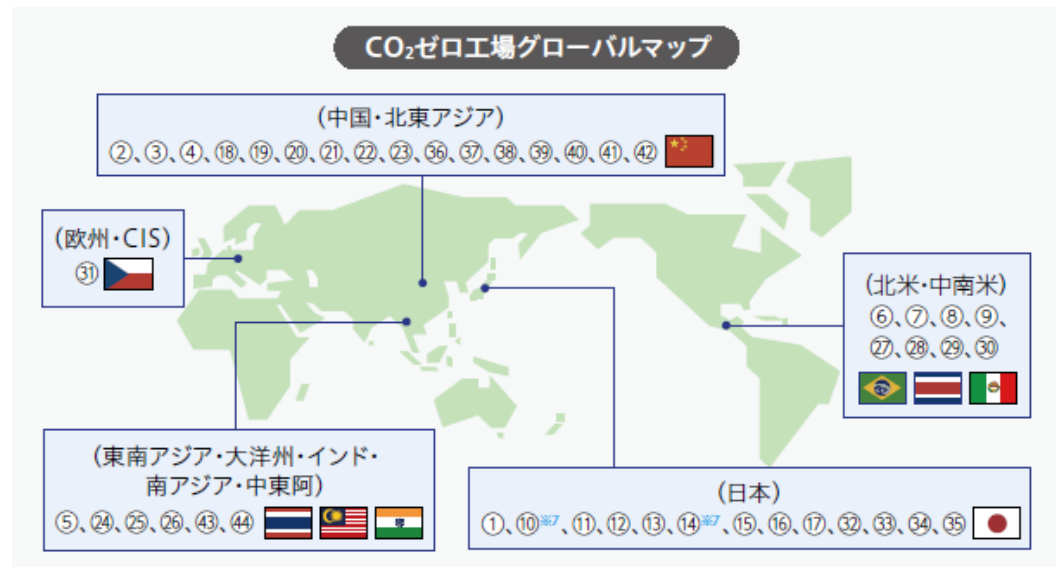 CO₂ゼロ工場グローバルマップ
(中国・北東アジア)
②、③、④、⑱、⑲、⑳、㉑、㉒、㉓、㊱、㊲、㊳、㊴、㊵、㊶、㊷
(欧州・CIS)
㉛
(北米・中南米)
⑥、⑦、⑧、⑨、
㉗、㉘、㉙、㉚
(東南アジア・大洋州・インド・
南アジア・中東阿)
⑤、㉔、㉕、㉖、㊸、㊹
(日本)
①、⑩※7、⑪、⑫、⑬、⑭※7、⑮、⑯、⑰、㉜、㉝、㉞、㉟